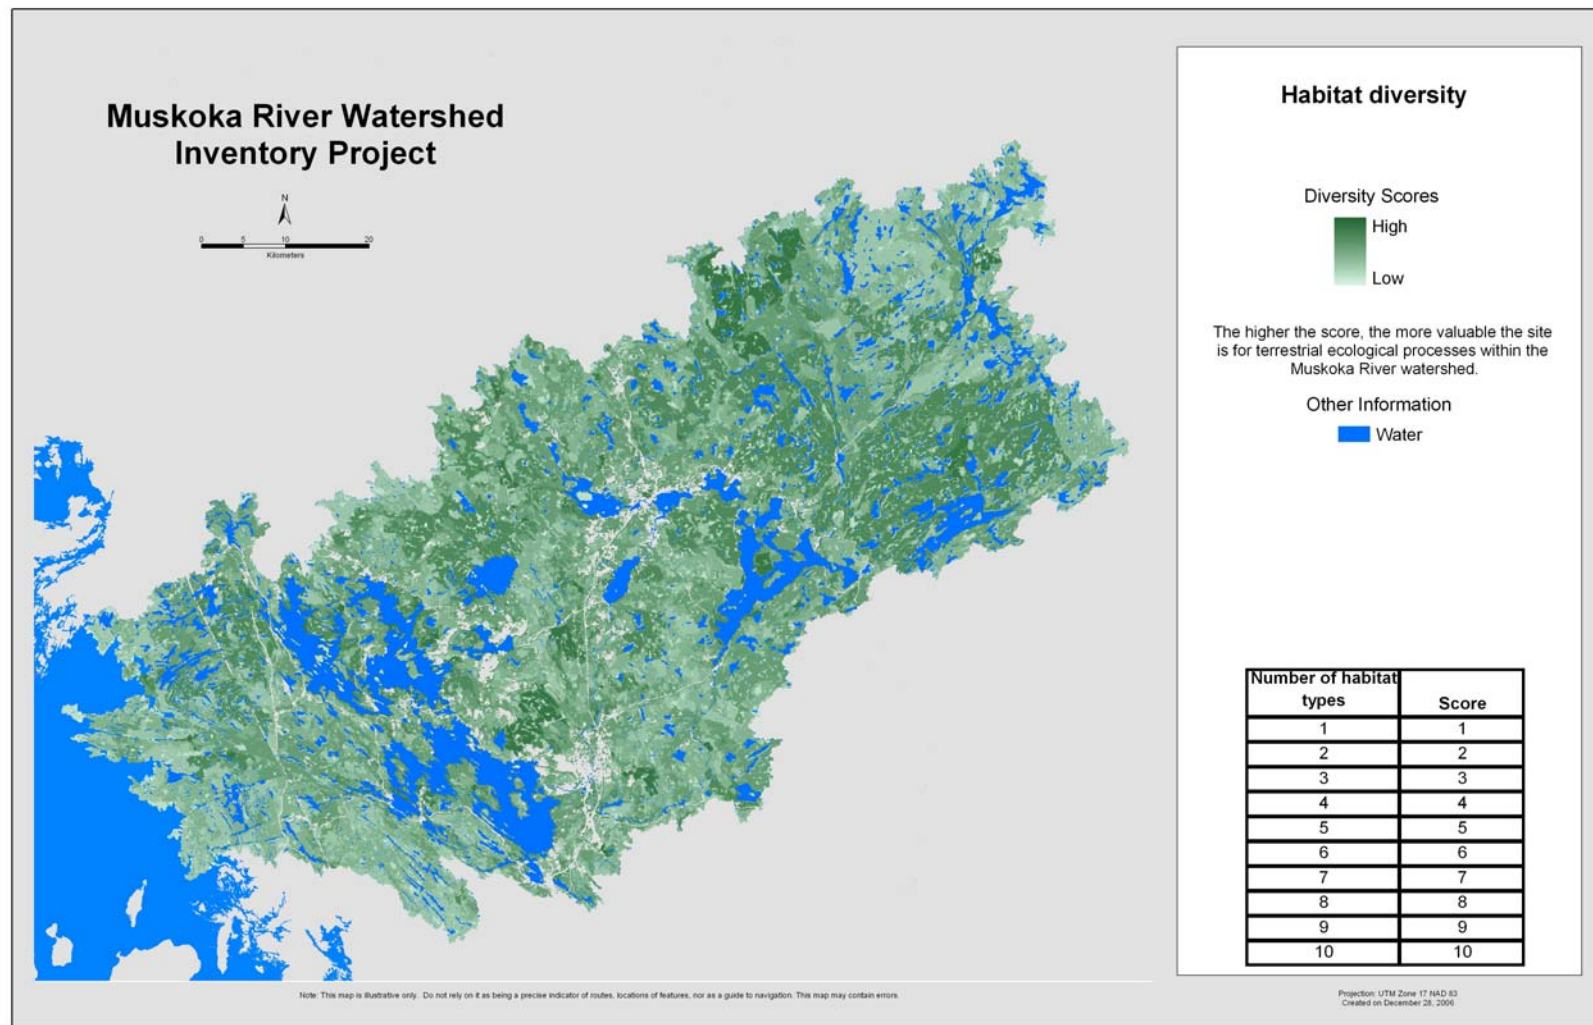 Muskoka River Watershed
Inventory Project
N
0 5 10 20
Kilometers
Habitat diversity
Diversity Scores
High
Low
The higher the score, the more valuable the site
is for terrestrial ecological processes within the
Muskoka River watershed.
Other Information
Water
Number of habitat
types Score
1 1
2 2
3 3
4 4
5 5
6 6
7 7
8 8
9 9
10 10
Note: This map is illustrative only. Do not rely on it as being a precise indicator of routes, locations of features, nor as a guide to navigation. This map may contain errors.
Projection: UTM Zone 17 NAD 83
Created on December 28, 2006